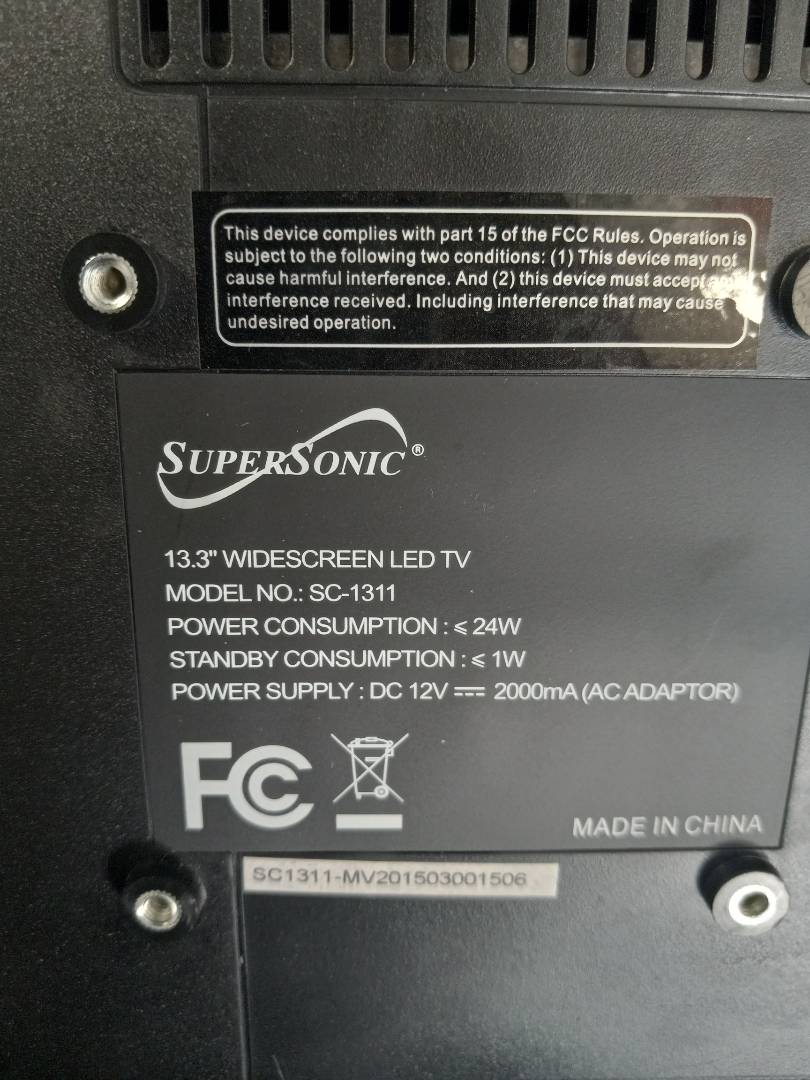 This device complies with part 15 of the FCC Rules. Operation is
subject to the following two conditions: (1) This device may not
cause harmful interference. And (2) this device must accept any
interference received. Including interference that may cause
undesired operation.
SUPERSONIC®
13.3" WIDESCREEN LED TV
MODEL NO.: SC-1311
POWER CONSUMPTION : ⩽ 24W
STANDBY CONSUMPTION : ⩽ 1W
POWER SUPPLY : DC 12V ⎓ 2000mA (AC ADAPTOR)
FC
MADE IN CHINA
SC1311-MV201503001506